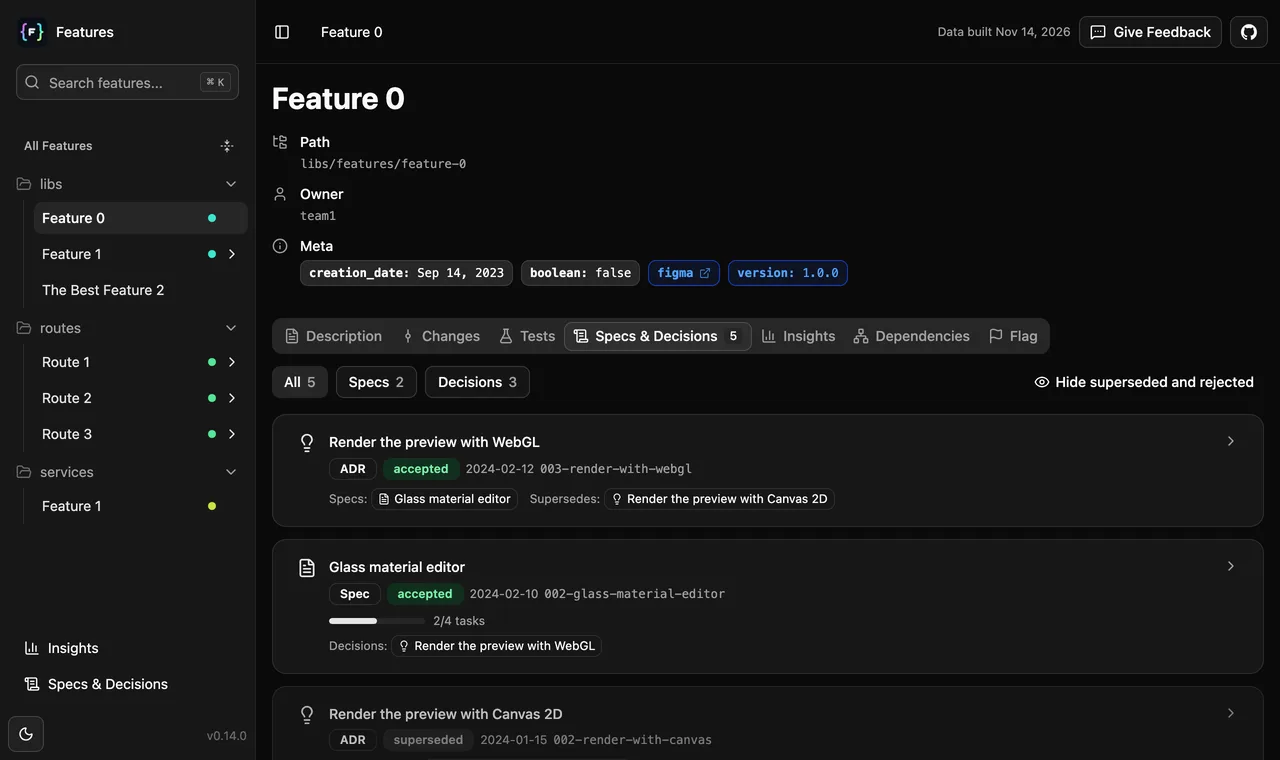 {F} Features
Feature 0
Data built Nov 14, 2026
Give Feedback
Search features...
⌘ K
Feature 0
All Features
Path
libs/features/feature-0
libs
Owner
team1
Feature 0
Meta
Feature 1
creation_date: Sep 14, 2023
boolean: false
figma
version: 1.0.0
The Best Feature 2
routes
Description
Changes
Tests
Specs & Decisions 5
Insights
Dependencies
Flag
Route 1
All 5
Specs 2
Decisions 3
Hide superseded and rejected
Route 2
Route 3
Render the preview with WebGL
ADR accepted 2024-02-12 003-render-with-webgl
services
Specs: Glass material editor Supersedes: Render the preview with Canvas 2D
Feature 1
Glass material editor
Spec accepted 2024-02-10 002-glass-material-editor
2/4 tasks
Decisions: Render the preview with WebGL
Insights
Specs & Decisions
Render the preview with Canvas 2D
ADR superseded 2024-01-15 002-render-with-canvas
v0.14.0